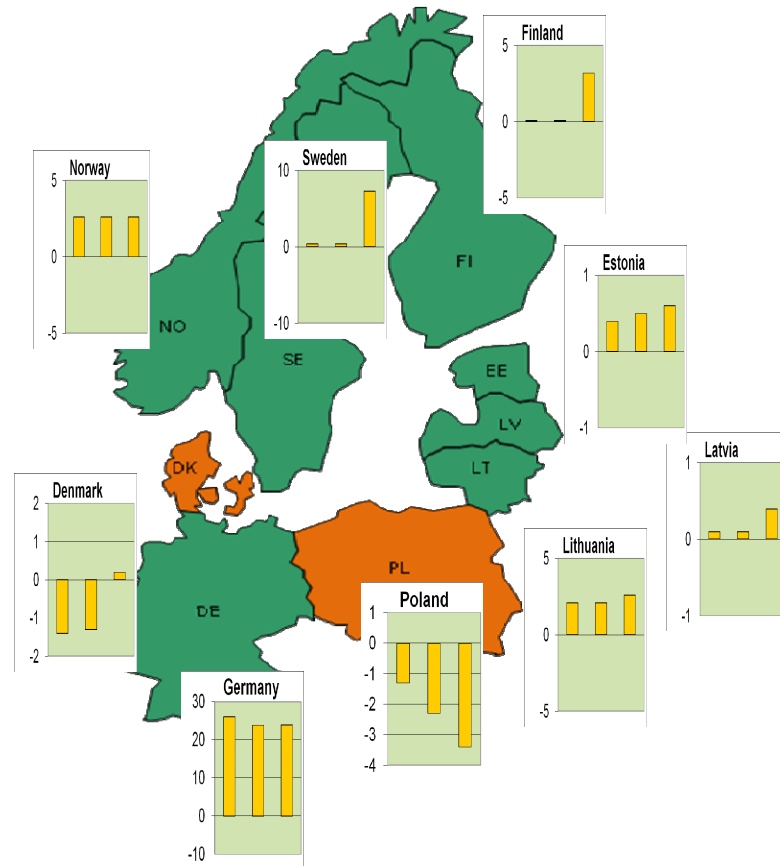 Finland
5
0
-5
Norway
5
0
-5
Sweden
10
0
-10
FI
Estonia
1
0
-1
NO
SE
EE
LV
LT
DK
Latvia
1
0
-1
Denmark
2
1
0
-1
-2
Lithuania
5
0
-5
PL
DE
Poland
1
0
-1
-2
-3
-4
Germany
30
20
10
0
-10